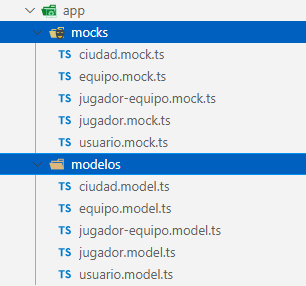 app
mocks
TS ciudad.mock.ts
TS equipo.mock.ts
TS jugador-equipo.mock.ts
TS jugador.mock.ts
TS usuario.mock.ts
modelos
TS ciudad.model.ts
TS equipo.model.ts
TS jugador-equipo.model.ts
TS jugador.model.ts
TS usuario.model.ts